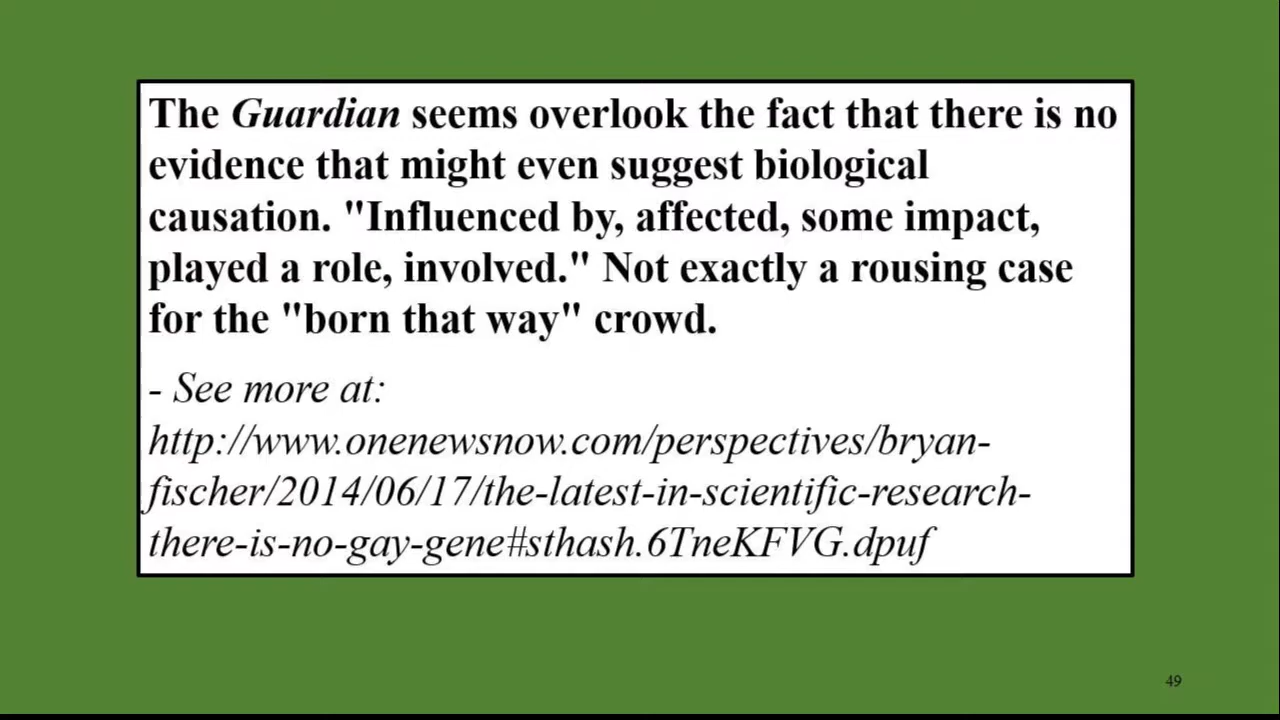 The Guardian seems overlook the fact that there is no
evidence that might even suggest biological
causation. "Influenced by, affected, some impact,
played a role, involved." Not exactly a rousing case
for the "born that way" crowd.
- See more at:
http://www.onenewsnow.com/perspectives/bryan-
fischer/2014/06/17/the-latest-in-scientific-research-
there-is-no-gay-gene#sthash.6TneKFVG.dpuf
49